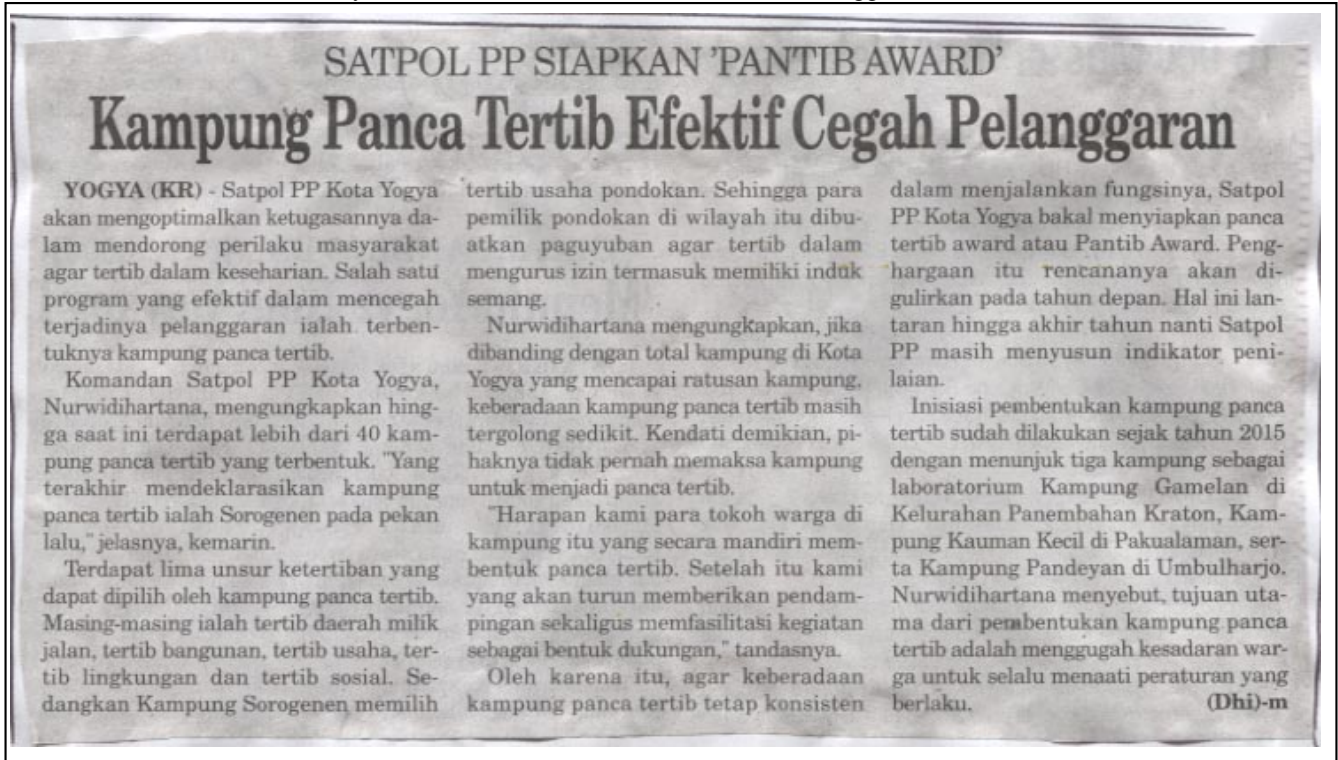 SATPOL PP SIAPKAN 'PANTIB AWARD'
Kampung Panca Tertib Efektif Cegah Pelanggaran
YOGYA (KR) - Satpol PP Kota Yogya
akan mengoptimalkan ketugasannya da-
lam mendorong perilaku masyarakat
agar tertib dalam keseharian. Salah satu
program yang efektif dalam mencegah
terjadinya pelanggaran ialah terben-
tuknya kampung panca tertib.
Komandan Satpol PP Kota Yogya,
Nurwidihartana, mengungkapkan hing-
ga saat ini terdapat lebih dari 40 kam-
pung panca tertib yang terbentuk. "Yang
terakhir mendeklarasikan kampung
panca tertib ialah Sorogenen pada pekan
lalu," jelasnya, kemarin.
Terdapat lima unsur ketertiban yang
dapat dipilih oleh kampung panca tertib.
Masing-masing ialah tertib daerah milik
jalan, tertib bangunan, tertib usaha, ter-
tib lingkungan dan tertib sosial. Se-
dangkan Kampung Sorogenen memilih
tertib usaha pondokan. Sehingga para
pemilik pondokan di wilayah itu dibu-
atkan paguyuban agar tertib dalam
mengurus izin termasuk memiliki induk
semang.
Nurwidihartana mengungkapkan, jika
dibanding dengan total kampung di Kota
Yogya yang mencapai ratusan kampung,
keberadaan kampung panca tertib masih
tergolong sedikit. Kendati demikian, pi-
haknya tidak pernah memaksa kampung
untuk menjadi panca tertib.
"Harapan kami para tokoh warga di
kampung itu yang secara mandiri mem-
bentuk panca tertib. Setelah itu kami
yang akan turun memberikan pendam-
pingan sekaligus memfasilitasi kegiatan
sebagai bentuk dukungan," tandasnya.
Oleh karena itu, agar keberadaan
kampung panca tertib tetap konsisten
dalam menjalankan fungsinya, Satpol
PP Kota Yogya bakal menyiapkan panca
tertib award atau Pantib Award. Peng-
hargaan itu rencananya akan di-
gulirkan pada tahun depan. Hal ini lan-
taran hingga akhir tahun nanti Satpol
PP masih menyusun indikator peni-
laian.
Inisiasi pembentukan kampung panca
tertib sudah dilakukan sejak tahun 2015
dengan menunjuk tiga kampung sebagai
laboratorium Kampung Gamelan di
Kelurahan Panembahan Kraton, Kam-
pung Kauman Kecil di Pakualaman, ser-
ta Kampung Pandeyan di Umbulharjo.
Nurwidihartana menyebut, tujuan uta-
ma dari pembentukan kampung panca
tertib adalah menggugah kesadaran war-
ga untuk selalu menaati peraturan yang
berlaku. (Dhi)-m